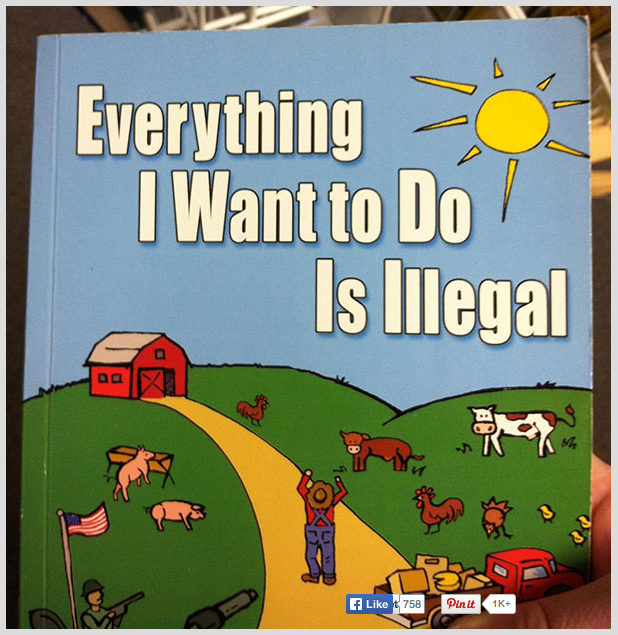 Everything
I Want to Do
Is Illegal
Like
758
Pin it
1K+